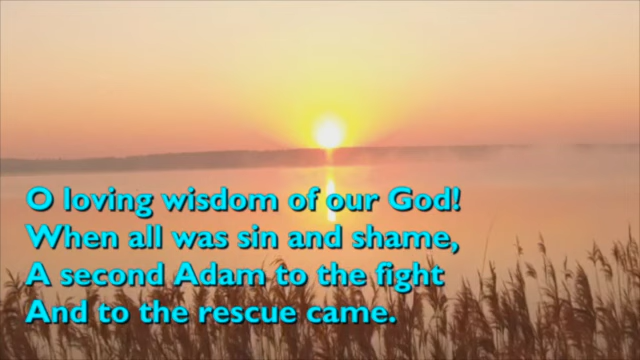 O loving wisdom of our God!
When all was sin and shame,
A second Adam to the fight
And to the rescue came.